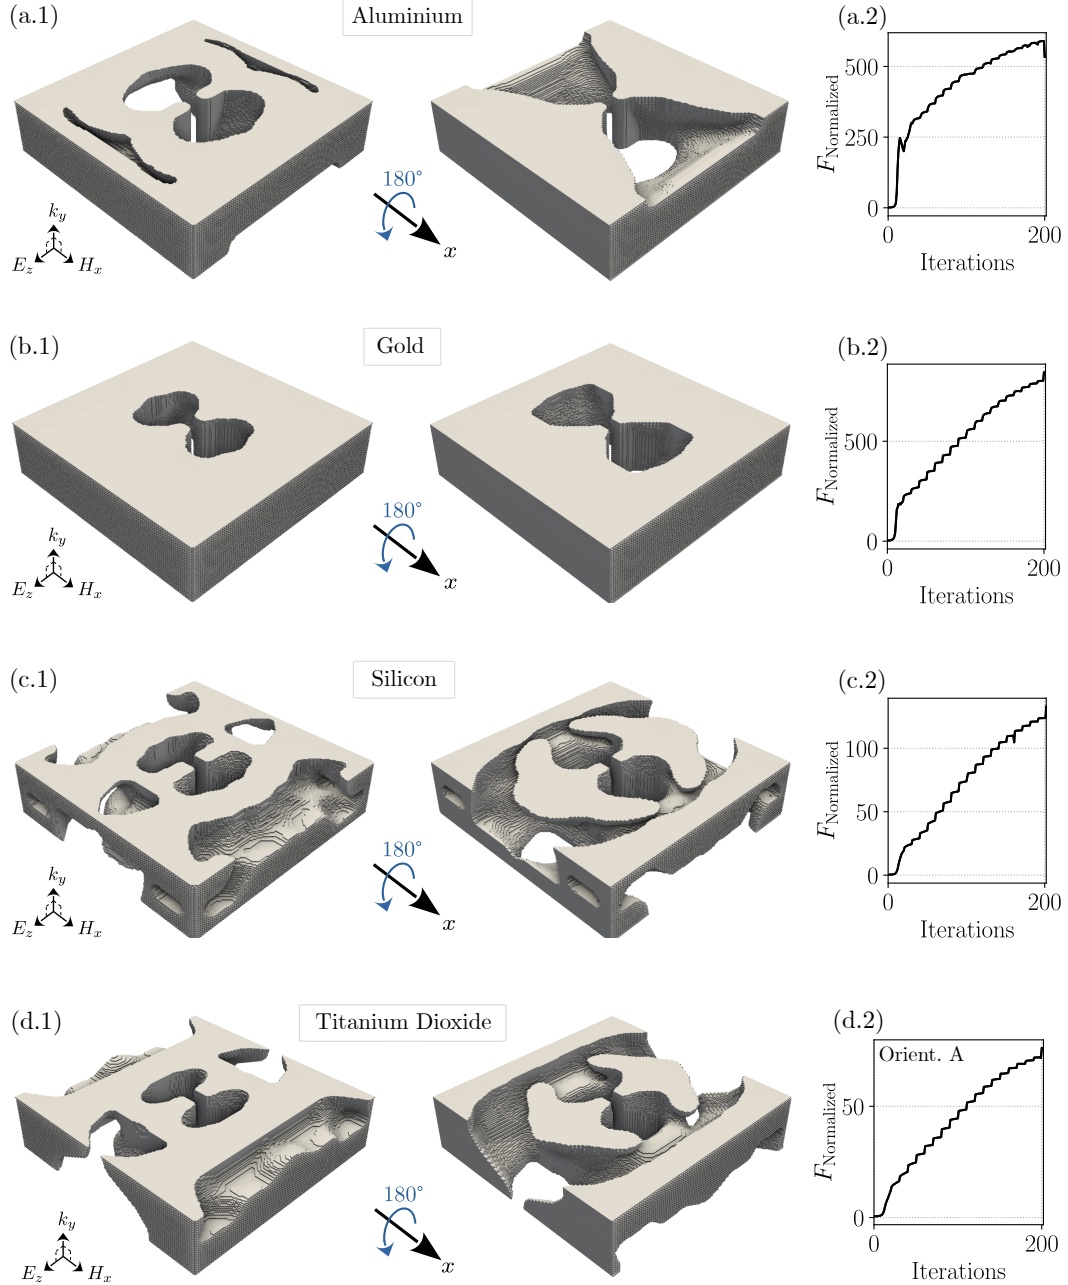 (a.1)
Aluminium
(a.2)
180°
x
k_y
E_z
H_x
F_Normalized
500
250
0
0
200
Iterations
(b.1)
Gold
(b.2)
180°
x
k_y
E_z
H_x
F_Normalized
500
0
0
200
Iterations
(c.1)
Silicon
(c.2)
180°
x
k_y
E_z
H_x
F_Normalized
100
50
0
0
200
Iterations
(d.1)
Titanium Dioxide
(d.2)
180°
x
k_y
E_z
H_x
Orient. A
F_Normalized
50
0
0
200
Iterations